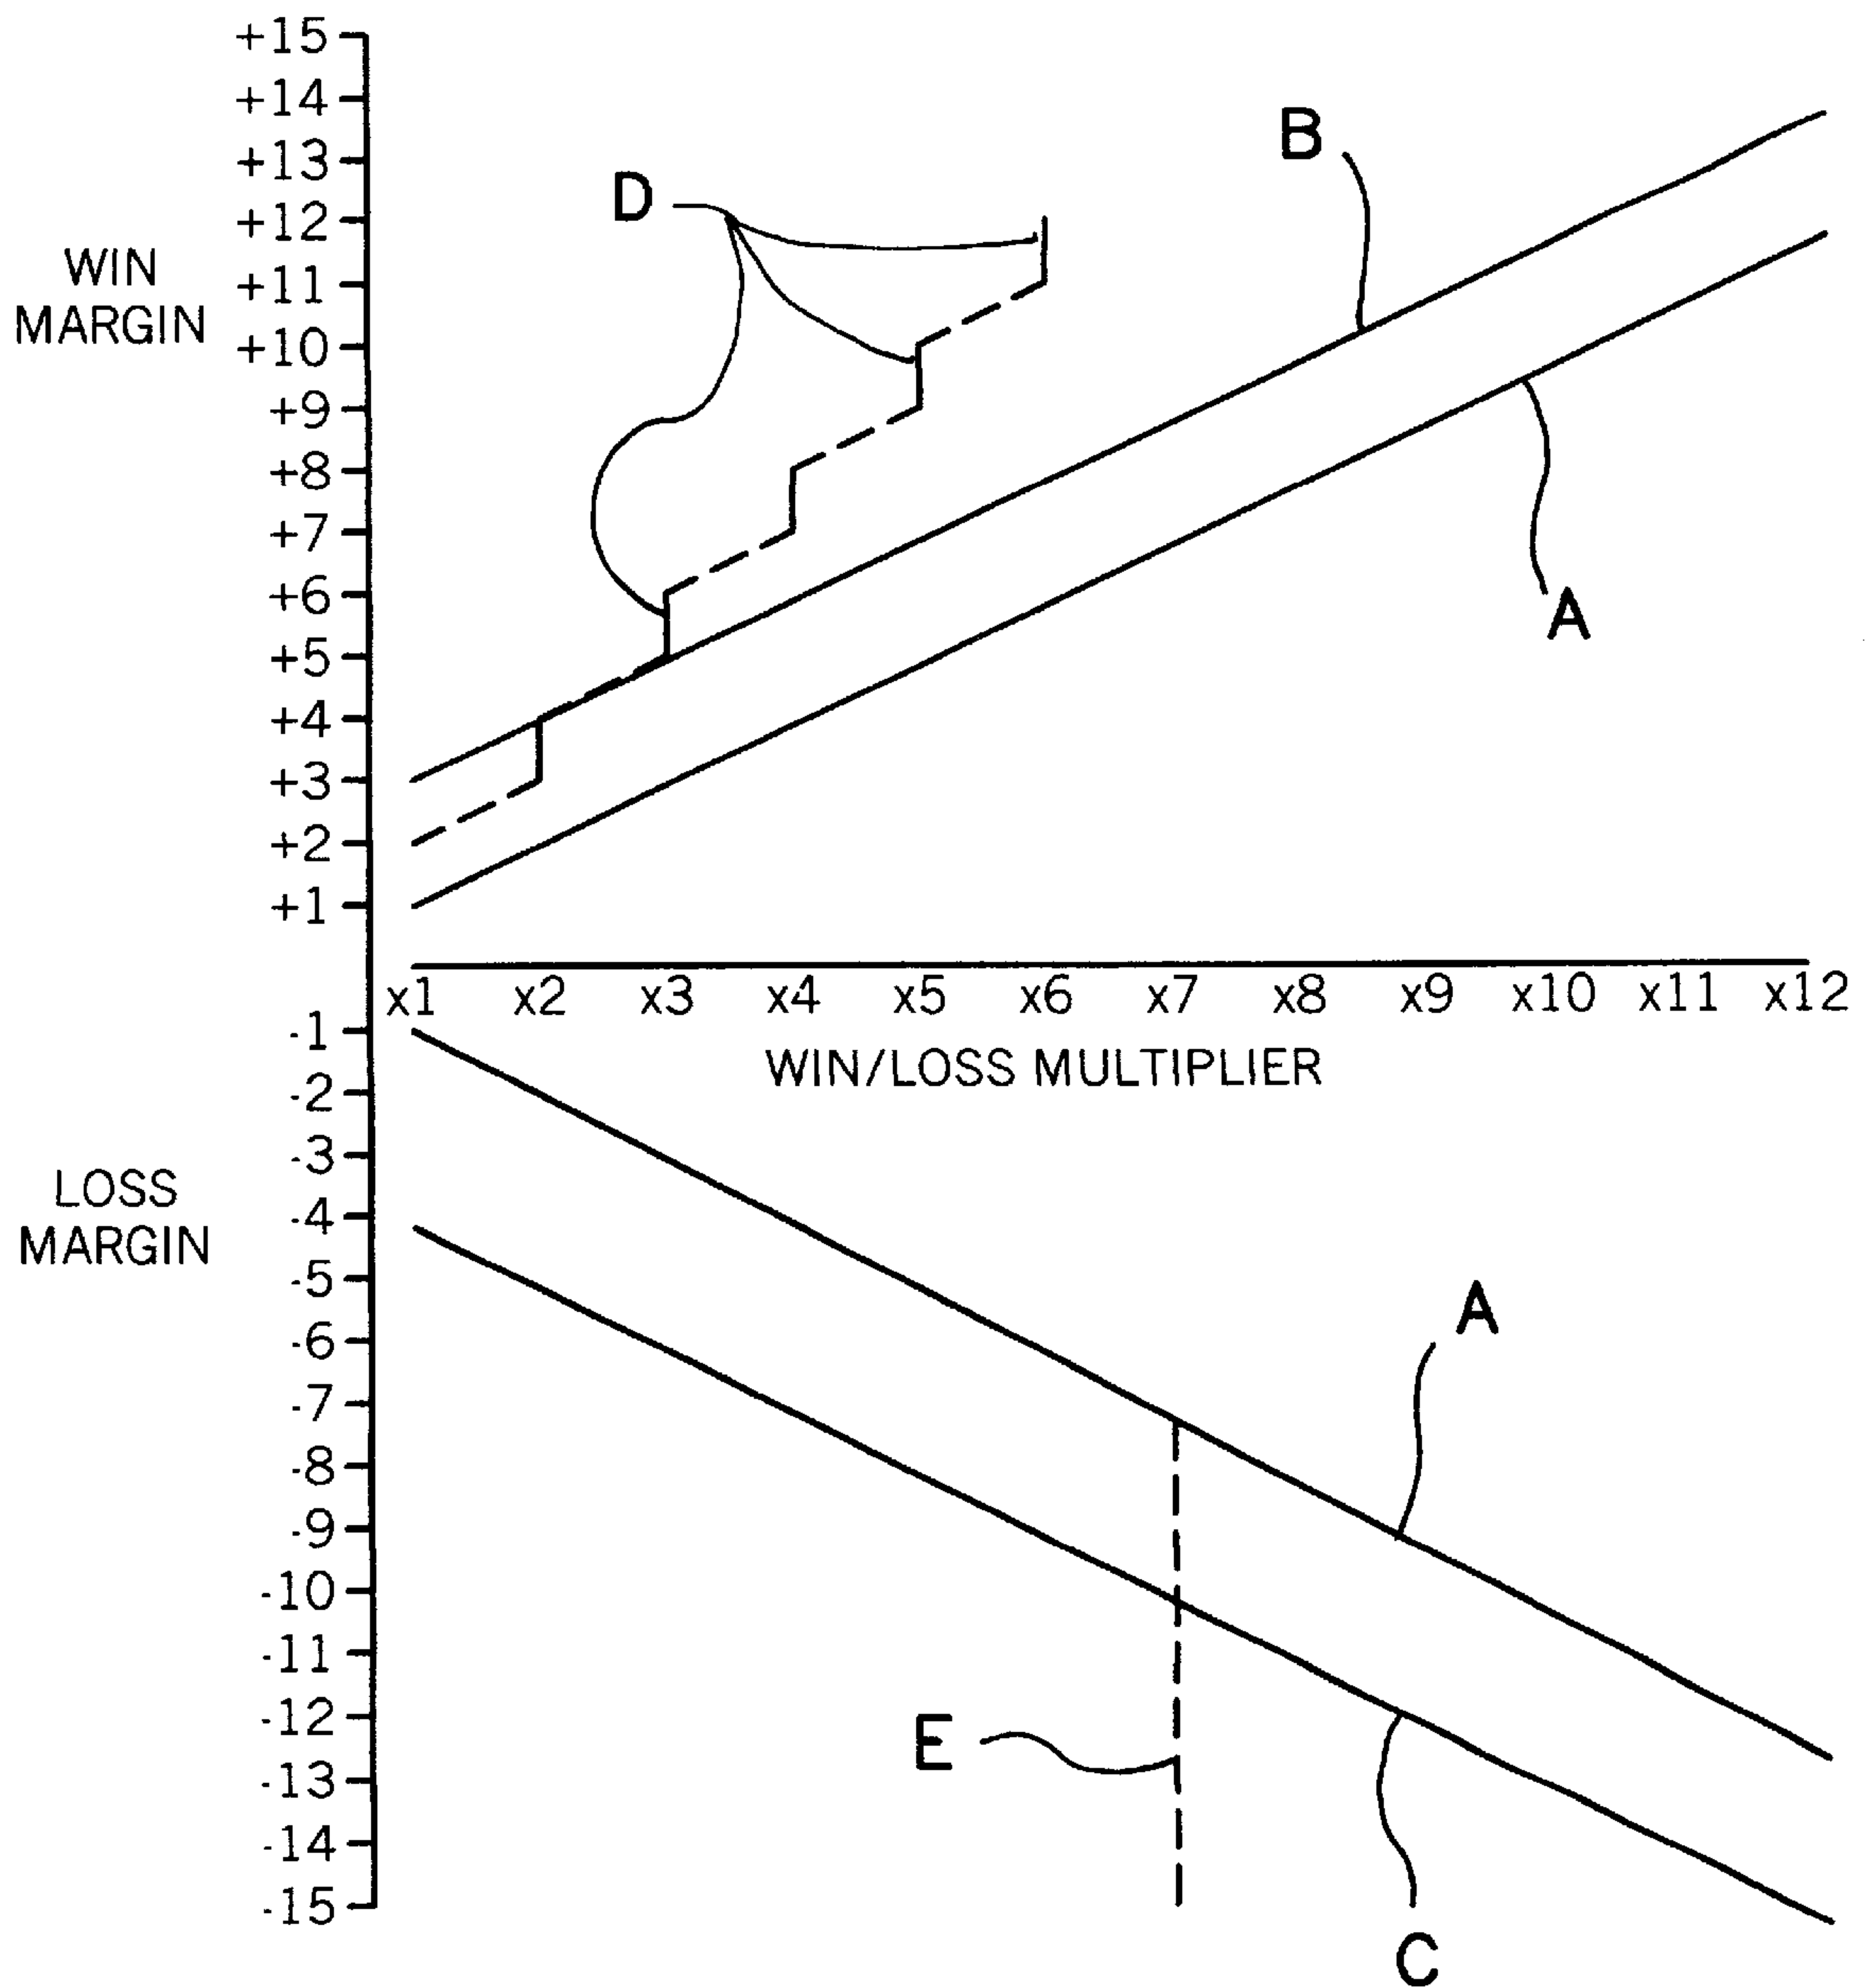 +15
+14
+13
+12
+11
+10
+9
+8
+7
+6
+5
+4
+3
+2
+1
WIN
MARGIN
B
D
A
x1 x2 x3 x4 x5 x6 x7 x8 x9 x10 x11 x12
WIN/LOSS MULTIPLIER
-1
-2
-3
-4
-5
-6
-7
-8
-9
-10
-11
-12
-13
-14
-15
LOSS
MARGIN
A
E
C